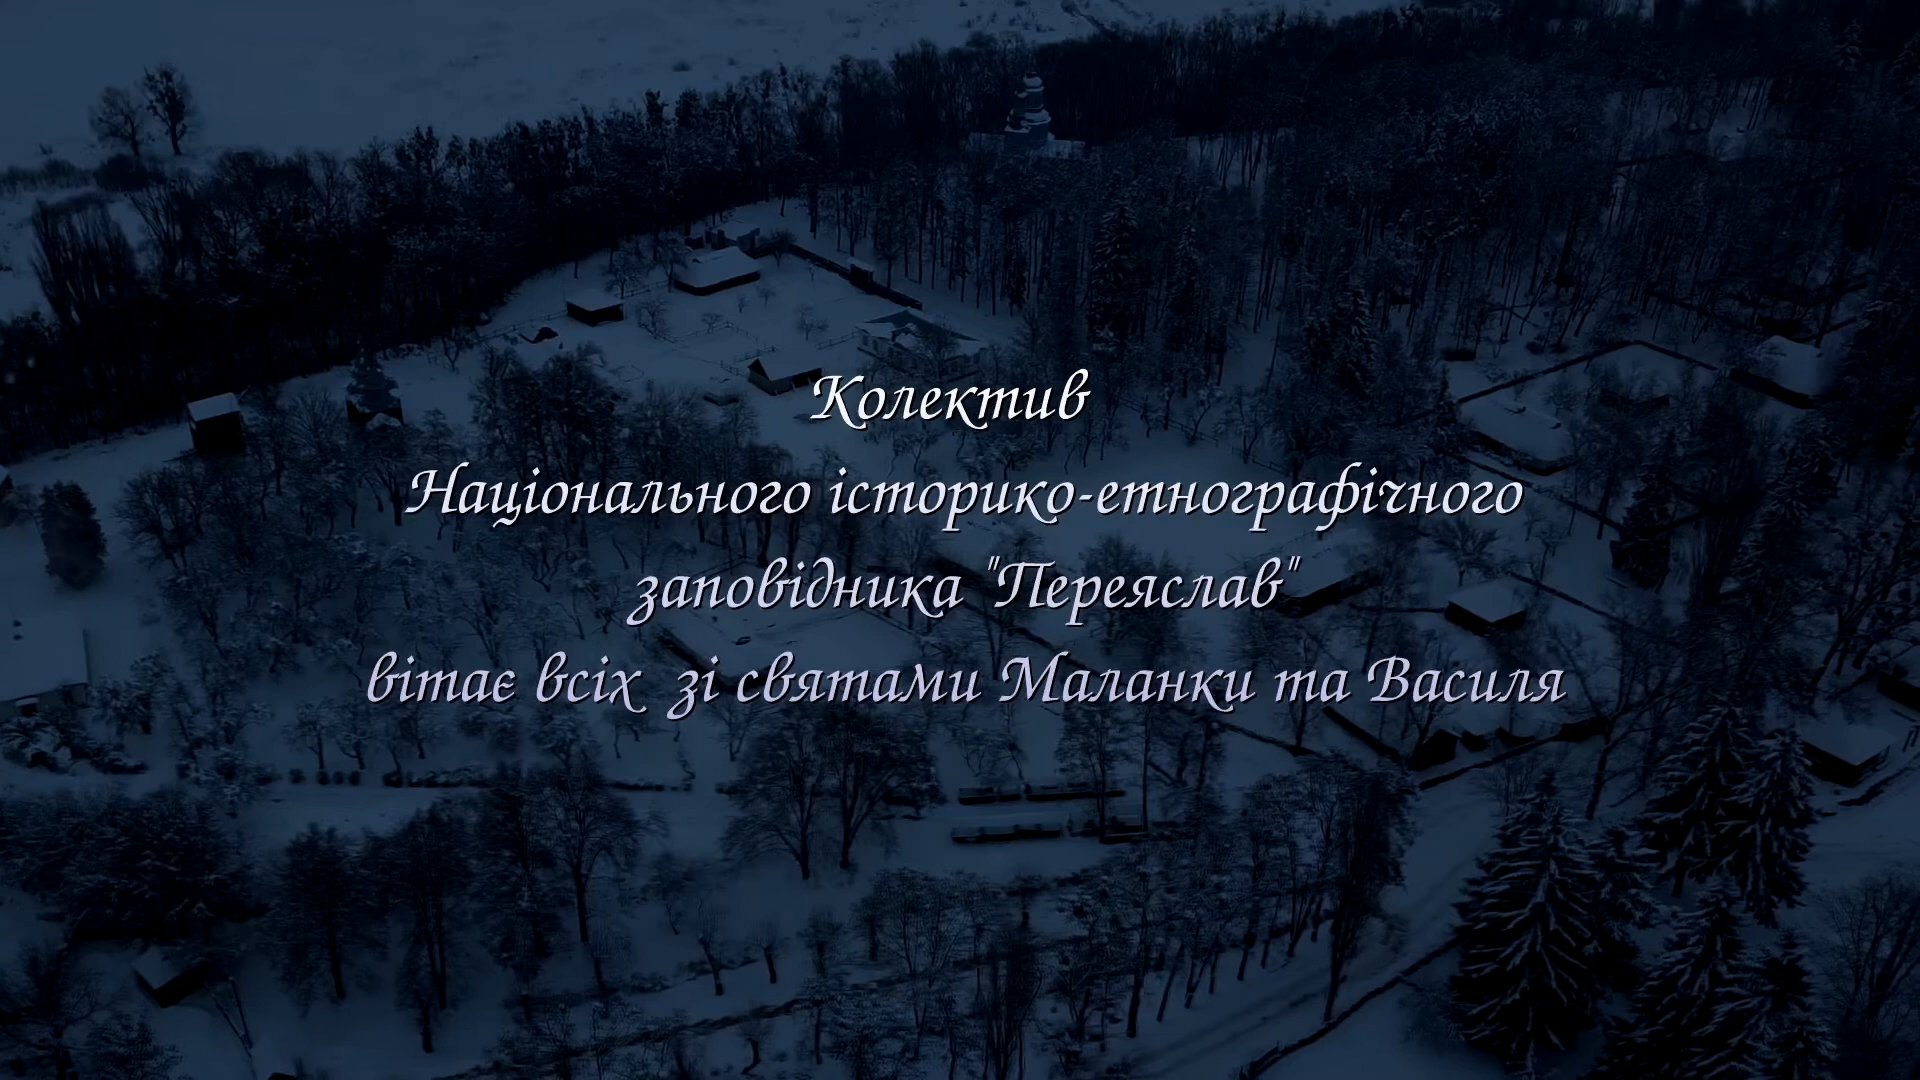 Колектив
Національного історико-етнографічного
заповідника "Переяслав"
вітає всіх  зі святами Маланки та Василя